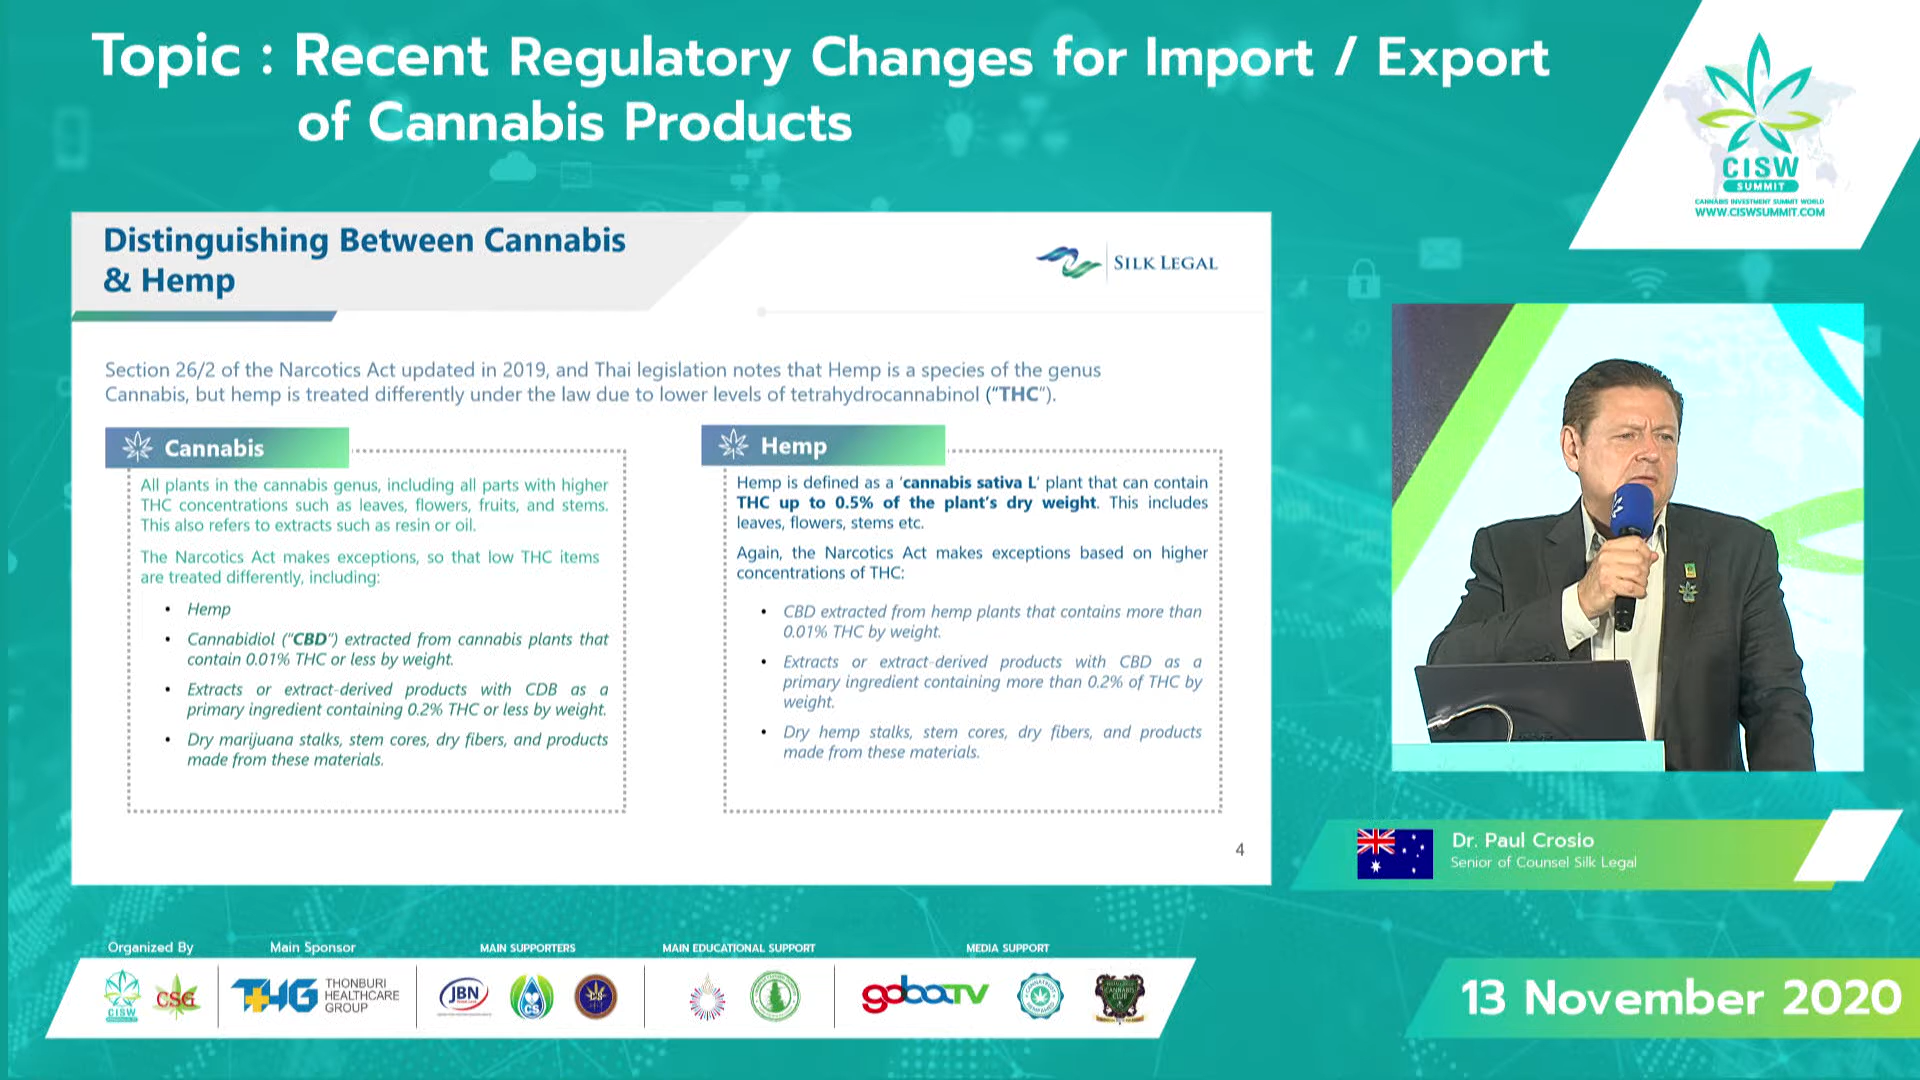 Topic : Recent Regulatory Changes for Import / Export
of Cannabis Products
CISW
SUMMIT
CANNABIS INVESTMENT SUMMIT WORLD
WWW.CISWSUMMIT.COM
Distinguishing Between Cannabis
& Hemp
SILK LEGAL
Section 26/2 of the Narcotics Act updated in 2019, and Thai legislation notes that Hemp is a species of the genus
Cannabis, but hemp is treated differently under the law due to lower levels of tetrahydrocannabinol ("THC").
Cannabis
All plants in the cannabis genus, including all parts with higher
THC concentrations such as leaves, flowers, fruits, and stems.
This also refers to extracts such as resin or oil.
The Narcotics Act makes exceptions, so that low THC items
are treated differently, including:
• Hemp
• Cannabidiol ("CBD") extracted from cannabis plants that
contain 0.01% THC or less by weight.
• Extracts or extract-derived products with CDB as a
primary ingredient containing 0.2% THC or less by weight.
• Dry marijuana stalks, stem cores, dry fibers, and products
made from these materials.
Hemp
Hemp is defined as a 'cannabis sativa L' plant that can contain
THC up to 0.5% of the plant's dry weight. This includes
leaves, flowers, stems etc.
Again, the Narcotics Act makes exceptions based on higher
concentrations of THC:
• CBD extracted from hemp plants that contains more than
0.01% THC by weight.
• Extracts or extract-derived products with CBD as a
primary ingredient containing more than 0.2% of THC by
weight.
• Dry hemp stalks, stem cores, dry fibers, and products
made from these materials.
4
Dr. Paul Crosio
Senior of Counsel Silk Legal
Organized By
Main Sponsor
MAIN SUPPORTERS
MAIN EDUCATIONAL SUPPORT
MEDIA SUPPORT
CISW
CSG
THG
THONBURI
HEALTHCARE
GROUP
JBN
CS
gobaTV
CANNABIS
CLUB
13 November 2020